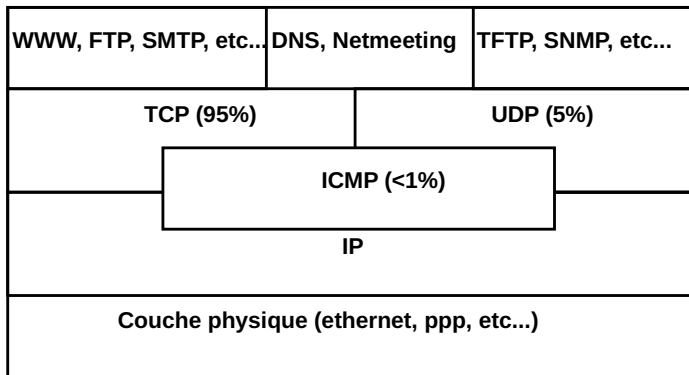 WWW, FTP, SMTP, etc...
DNS, Netmeeting
TFTP, SNMP, etc...
TCP (95%)
UDP (5%)
ICMP (<1%)
IP
Couche physique (ethernet, ppp, etc...)